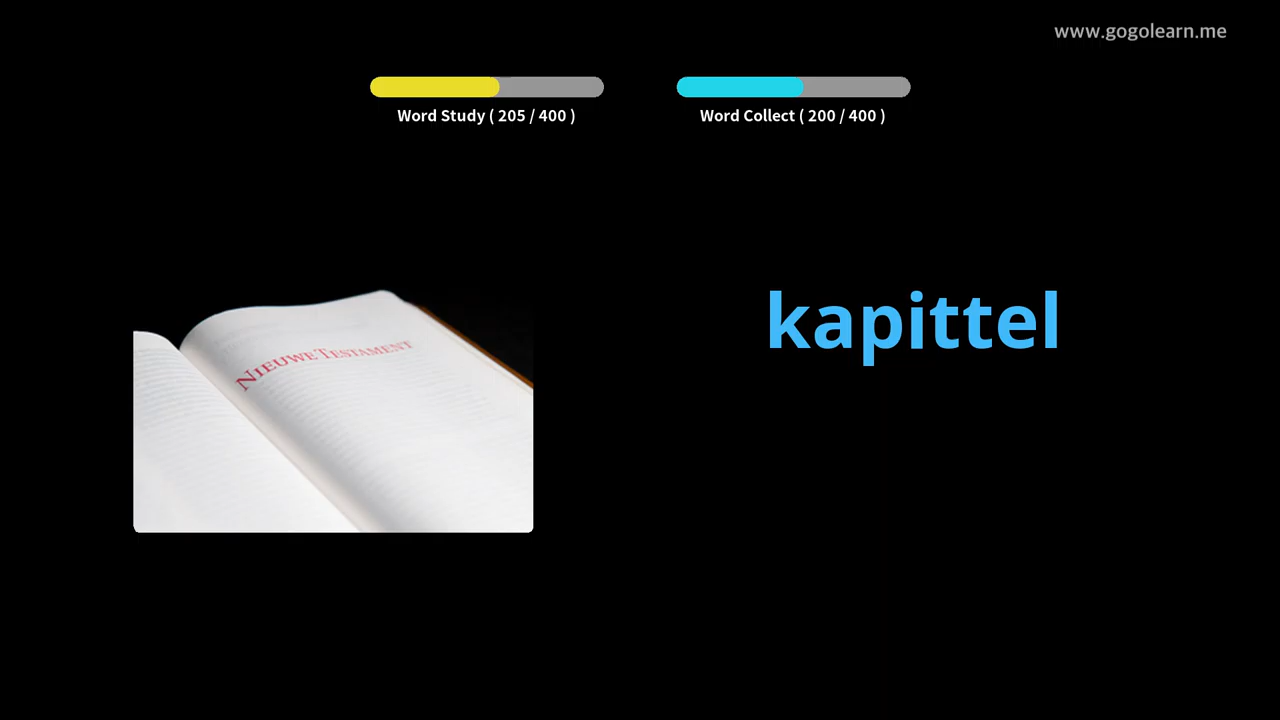 www.gogolearn.me
Word Study ( 205 / 400 )
Word Collect ( 200 / 400 )
kapittel
NIEUWE TESTAMENT